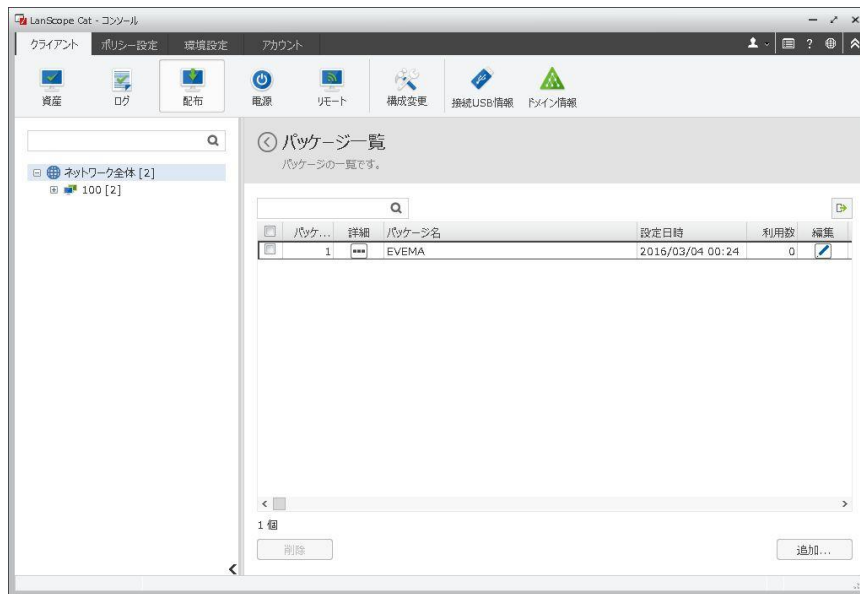 LanScope Cat - コンソール
クライアント ポリシー設定 環境設定 アカウント
資産 ログ 配布 電源 リモート 構成変更 接続USB情報 ドメイン情報
パッケージ一覧
パッケージの一覧です。
ネットワーク全体 [2]
100 [2]
パッケ... 詳細 パッケージ名 設定日時 利用数 編集
1 EVEMA 2016/03/04 00:24 0
1 個
削除 追加...